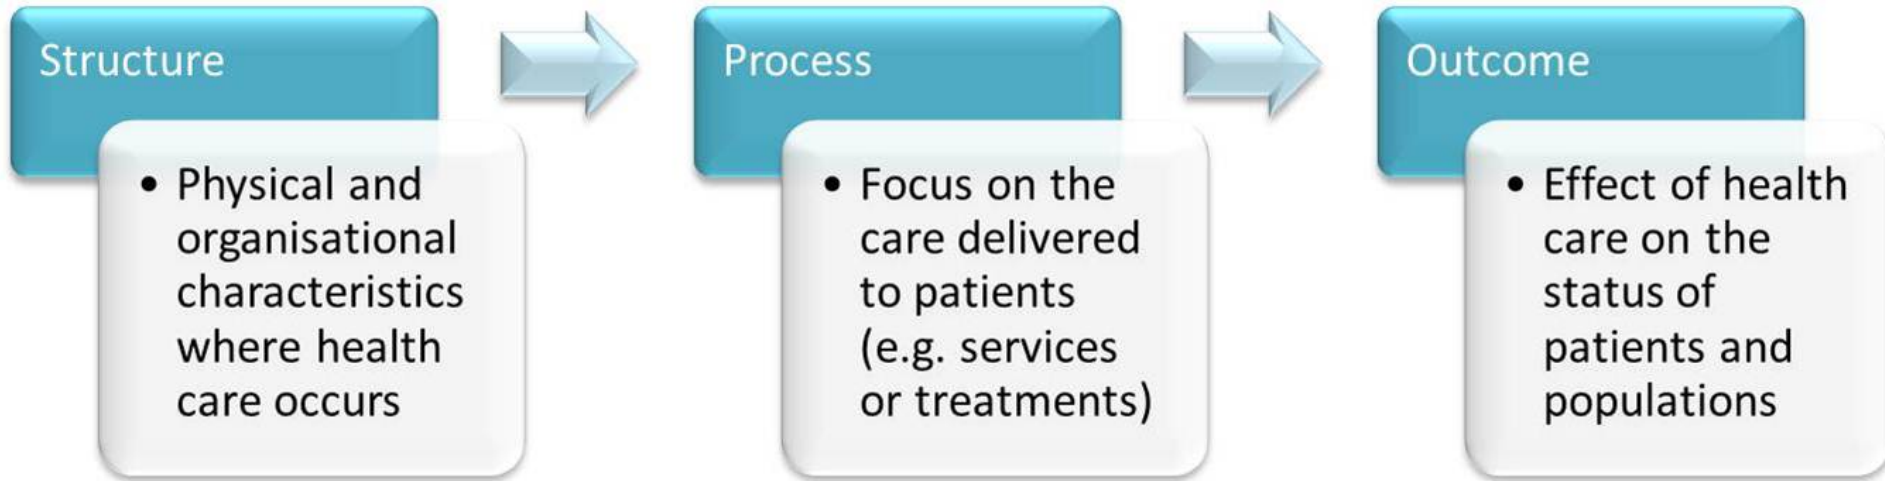 Structure
• Physical and
organisational
characteristics
where health
care occurs
Process
• Focus on the
care delivered
to patients
(e.g. services
or treatments)
Outcome
• Effect of health
care on the
status of
patients and
populations